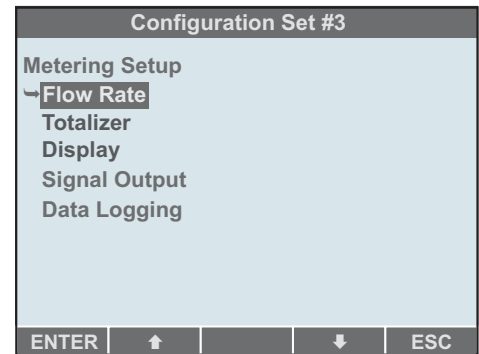 Configuration Set #3
Metering Setup
➥Flow Rate
Totalizer
Display
Signal Output
Data Logging
ENTER ⬆ ⬇ ESC